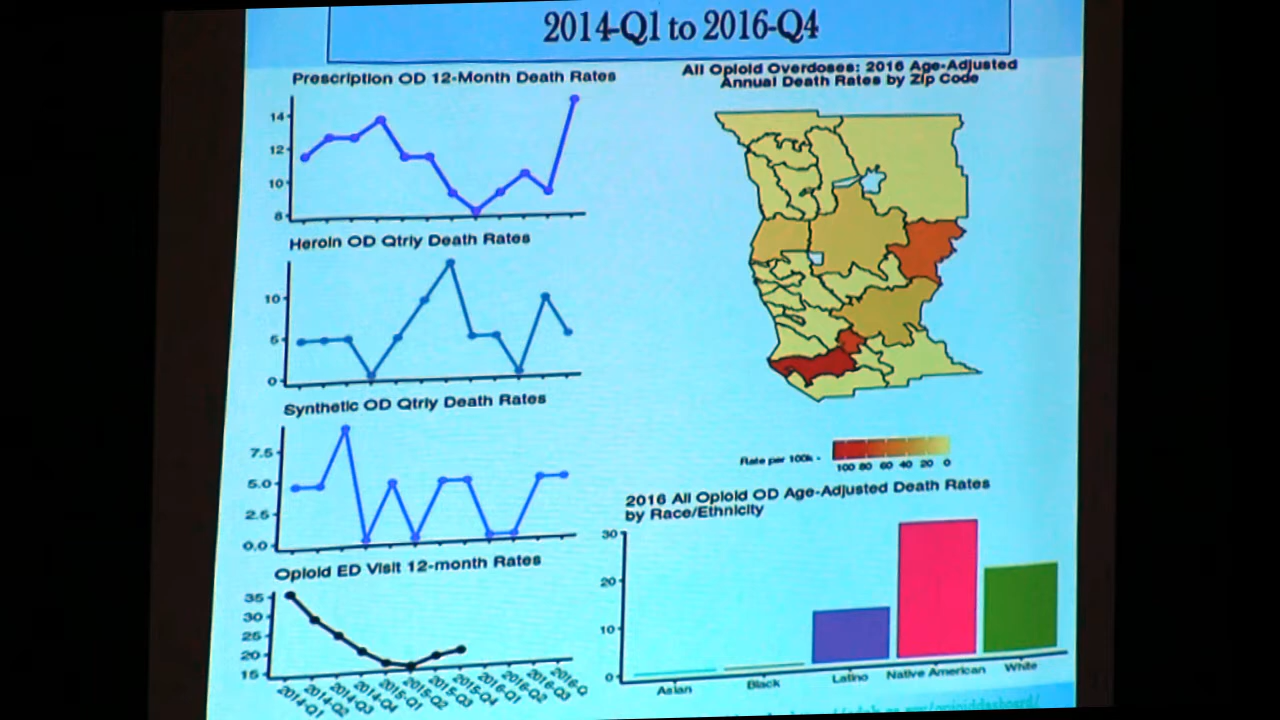 2014-Q1 to 2016-Q4
Prescription OD 12-Month Death Rates
14
12
10
8
Heroin OD Qtrly Death Rates
10
5
0
Synthetic OD Qtrly Death Rates
7.5
5.0
2.5
0.0
Opioid ED Visit 12-month Rates
35
30
25
20
15
2014-Q1
2014-Q2
2014-Q3
2014-Q4
2015-Q1
2015-Q2
2015-Q3
2015-Q4
2016-Q1
2016-Q2
2016-Q3
2016-Q
All Opioid Overdoses: 2016 Age-Adjusted
Annual Death Rates by Zip Code
Rate per 100k -
100 80 60 40 20 0
2016 All Opioid OD Age-Adjusted Death Rates
by Race/Ethnicity
30
20
10
0
Asian Black Latino Native American White